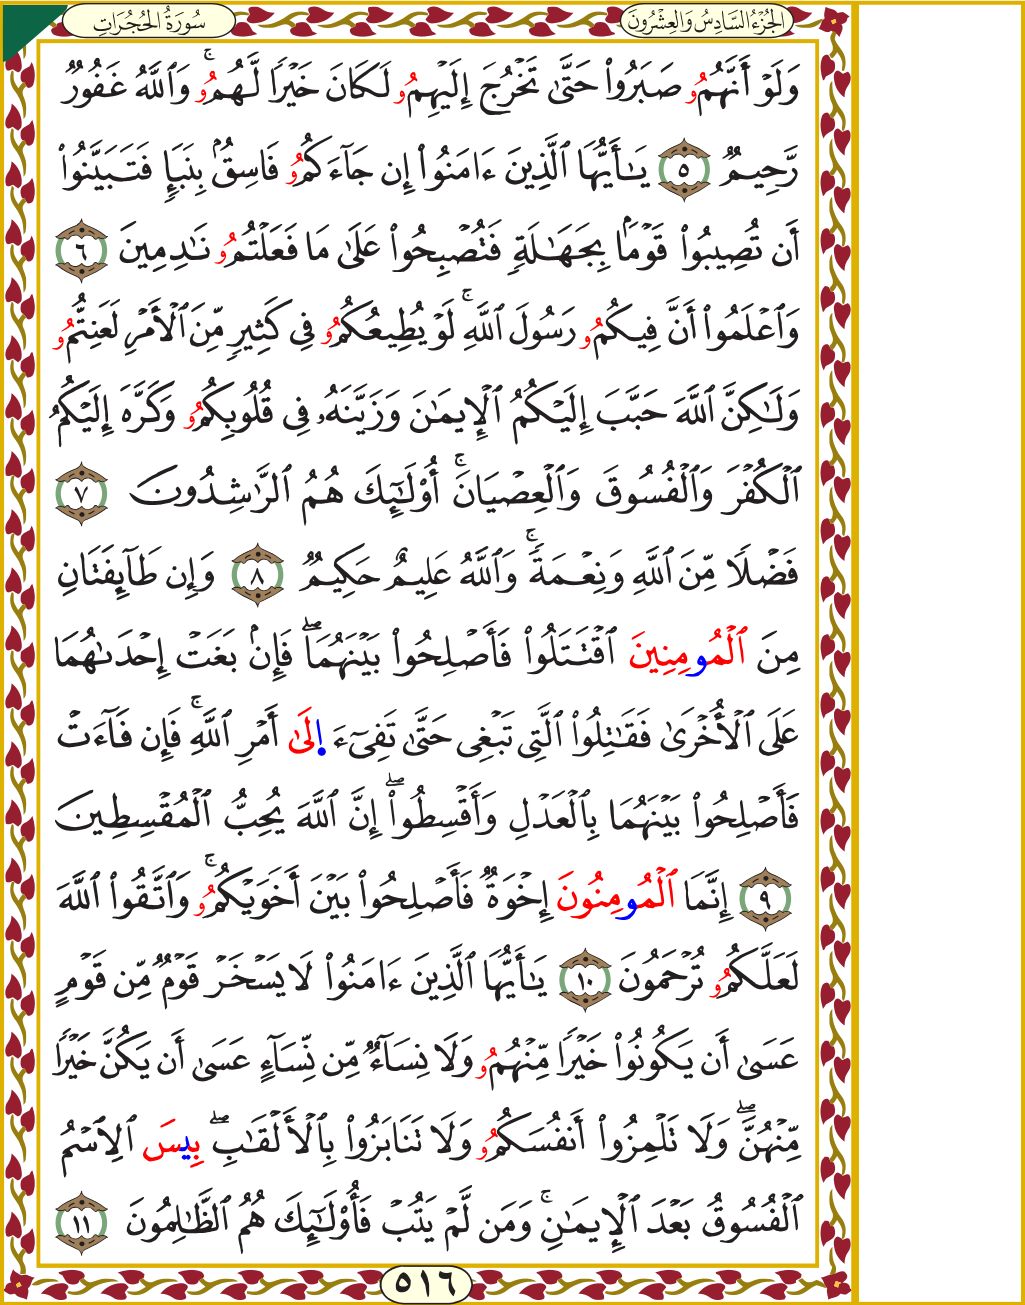 سُورَةُ الحُجُرَاتِ
الجُزْءُ السَّادِسُ وَالعِشْرُونَ
وَلَوْ أَنَّهُمُۥ صَبَرُواْ حَتَّىٰ تَخْرُجَ إِلَيْهِمُۥ لَكَانَ خَيْرٗا لَّهُمُۥۚ وَٱللَّهُ غَفُورٞ
رَّحِيمٞ ٥ يَٰٓأَيُّهَا ٱلَّذِينَ ءَامَنُوٓاْ إِن جَآءَكُمُۥ فَاسِقُۢ بِنَبَإٖ فَتَبَيَّنُوٓاْ
أَن تُصِيبُواْ قَوْمَۢا بِجَهَٰلَةٖ فَتُصْبِحُواْ عَلَىٰ مَا فَعَلْتُمُۥ نَٰدِمِينَ ٦
وَٱعْلَمُوٓاْ أَنَّ فِيكُمُۥ رَسُولَ ٱللَّهِۚ لَوْ يُطِيعُكُمُۥ فِي كَثِيرٖ مِّنَ ٱلْأَمْرِ لَعَنِتُّمُۥ
وَلَٰكِنَّ ٱللَّهَ حَبَّبَ إِلَيْكُمُ ٱلْإِيمَٰنَ وَزَيَّنَهُۥ فِي قُلُوبِكُمُۥ وَكَرَّهَ إِلَيْكُمُ
ٱلْكُفْرَ وَٱلْفُسُوقَ وَٱلْعِصْيَانَۚ أُوْلَٰٓئِكَ هُمُ ٱلرَّٰشِدُونَ ٧
فَضْلٗا مِّنَ ٱللَّهِ وَنِعْمَةٗۚ وَٱللَّهُ عَلِيمٌ حَكِيمٞ ٨ وَإِن طَآئِفَتَانِ
مِنَ ٱلْمُومِنِينَ ٱقْتَتَلُواْ فَأَصْلِحُواْ بَيْنَهُمَاۖ فَإِنۢ بَغَتْ إِحْدَىٰهُمَا
عَلَى ٱلْأُخْرَىٰ فَقَٰتِلُواْ ٱلَّتِي تَبْغِي حَتَّىٰ تَفِيٓءَ اِ۬لَىٰٓ أَمْرِ ٱللَّهِۚ فَإِن فَآءَتْ
فَأَصْلِحُواْ بَيْنَهُمَا بِٱلْعَدْلِ وَأَقْسِطُوٓاْۖ إِنَّ ٱللَّهَ يُحِبُّ ٱلْمُقْسِطِينَ
٩ إِنَّمَا ٱلْمُومِنُونَ إِخْوَةٞ فَأَصْلِحُواْ بَيْنَ أَخَوَيْكُمُۥۚ وَٱتَّقُواْ ٱللَّهَ
لَعَلَّكُمُۥ تُرْحَمُونَ ١٠ يَٰٓأَيُّهَا ٱلَّذِينَ ءَامَنُواْ لَا يَسْخَرْ قَوْمٞ مِّن قَوْمٍ
عَسَىٰٓ أَن يَكُونُواْ خَيْرٗا مِّنْهُمُۥ وَلَا نِسَآءٞ مِّن نِّسَآءٍ عَسَىٰٓ أَن يَكُنَّ خَيْرٗا
مِّنْهُنَّۖ وَلَا تَلْمِزُوٓاْ أَنفُسَكُمُۥ وَلَا تَنَابَزُواْ بِٱلْأَلْقَٰبِۖ بِيسَ ٱلِٱسْمُ
ٱلْفُسُوقُ بَعْدَ ٱلْإِيمَٰنِۚ وَمَن لَّمْ يَتُبْ فَأُوْلَٰٓئِكَ هُمُ ٱلظَّٰلِمُونَ ١١
٥١٦